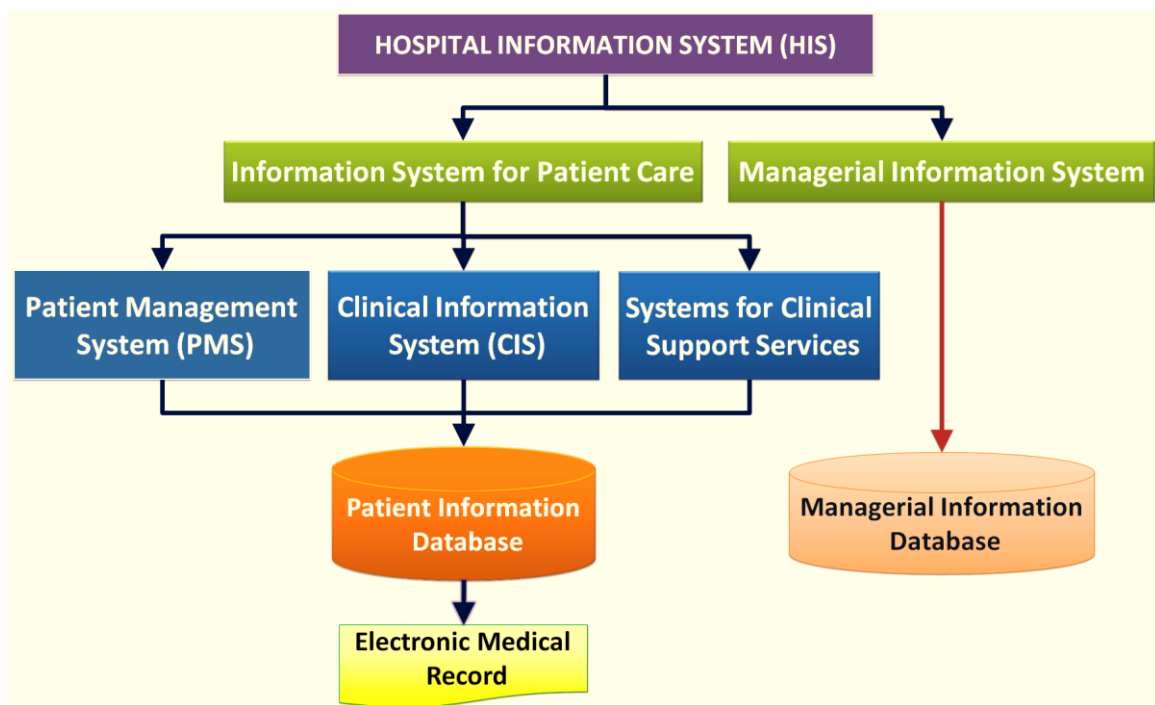 HOSPITAL INFORMATION SYSTEM (HIS)
Information System for Patient Care
Managerial Information System
Patient Management
System (PMS)
Clinical Information
System (CIS)
Systems for Clinical
Support Services
Patient Information
Database
Managerial Information
Database
Electronic Medical
Record